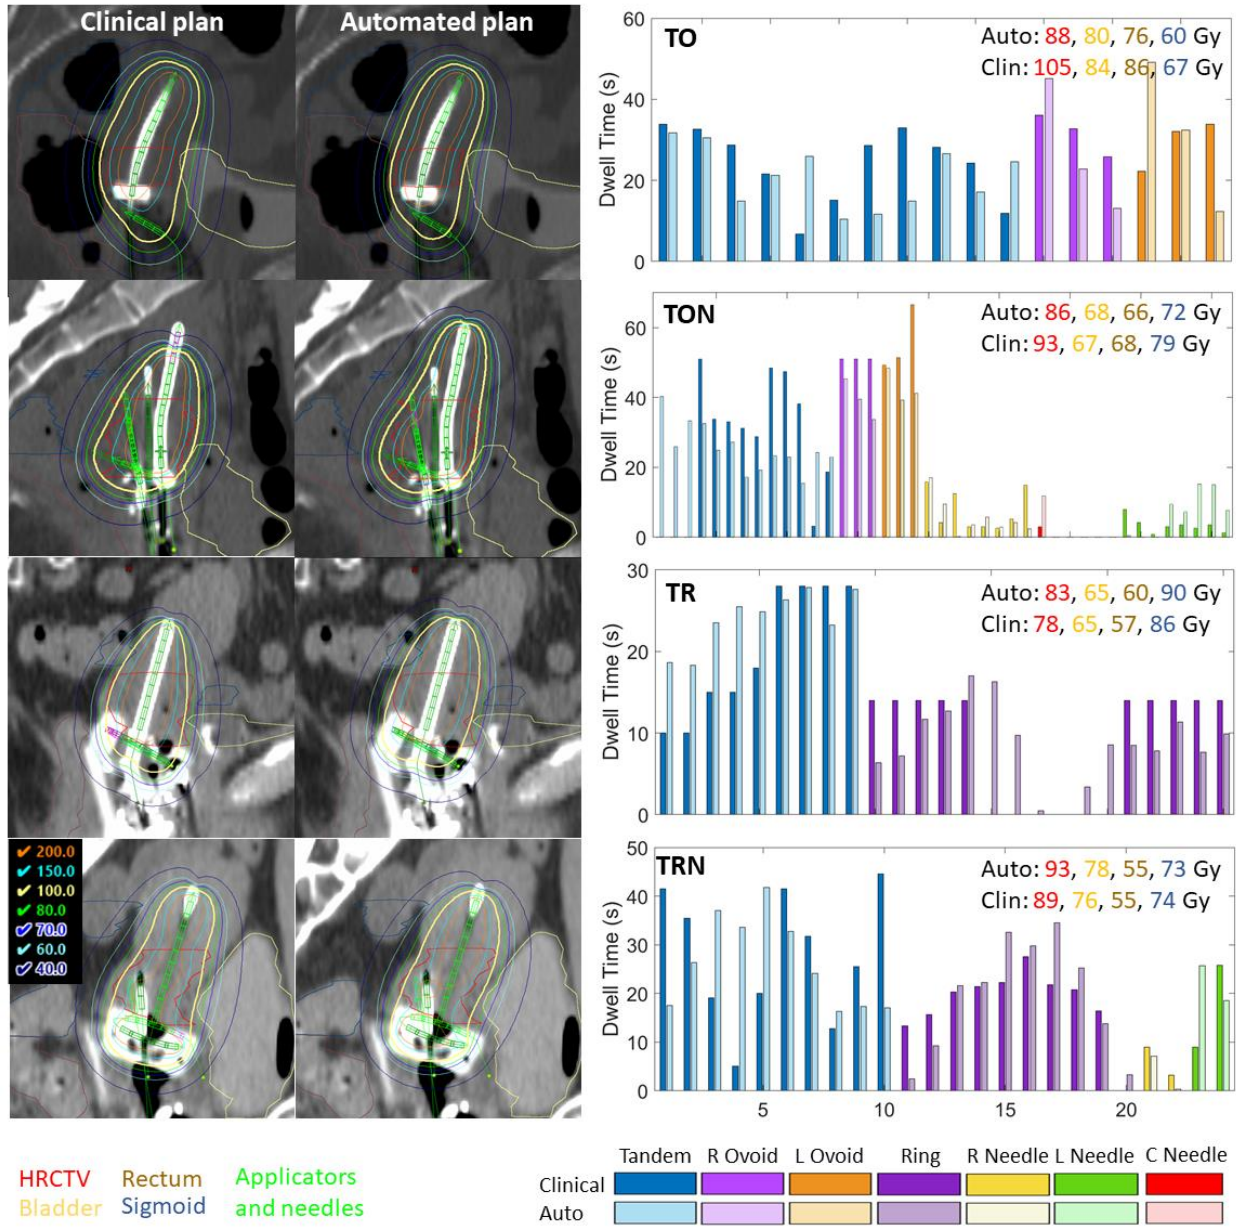 Clinical plan
Automated plan
✔ 200.0
✔ 150.0
✔ 100.0
✔ 80.0
✔ 70.0
✔ 60.0
✔ 40.0
HRCTV
Rectum
Applicators
Bladder
Sigmoid
and needles
TO
Auto: 88, 80, 76, 60 Gy
Clin: 105, 84, 86, 67 Gy
Dwell Time (s)
60
40
20
0
TON
Auto: 86, 68, 66, 72 Gy
Clin: 93, 67, 68, 79 Gy
Dwell Time (s)
60
40
20
0
TR
Auto: 83, 65, 60, 90 Gy
Clin: 78, 65, 57, 86 Gy
Dwell Time (s)
30
20
10
0
TRN
Auto: 93, 78, 55, 73 Gy
Clin: 89, 76, 55, 74 Gy
Dwell Time (s)
50
40
30
20
10
0
5 10 15 20
Tandem R Ovoid L Ovoid Ring R Needle L Needle C Needle
Clinical
Auto